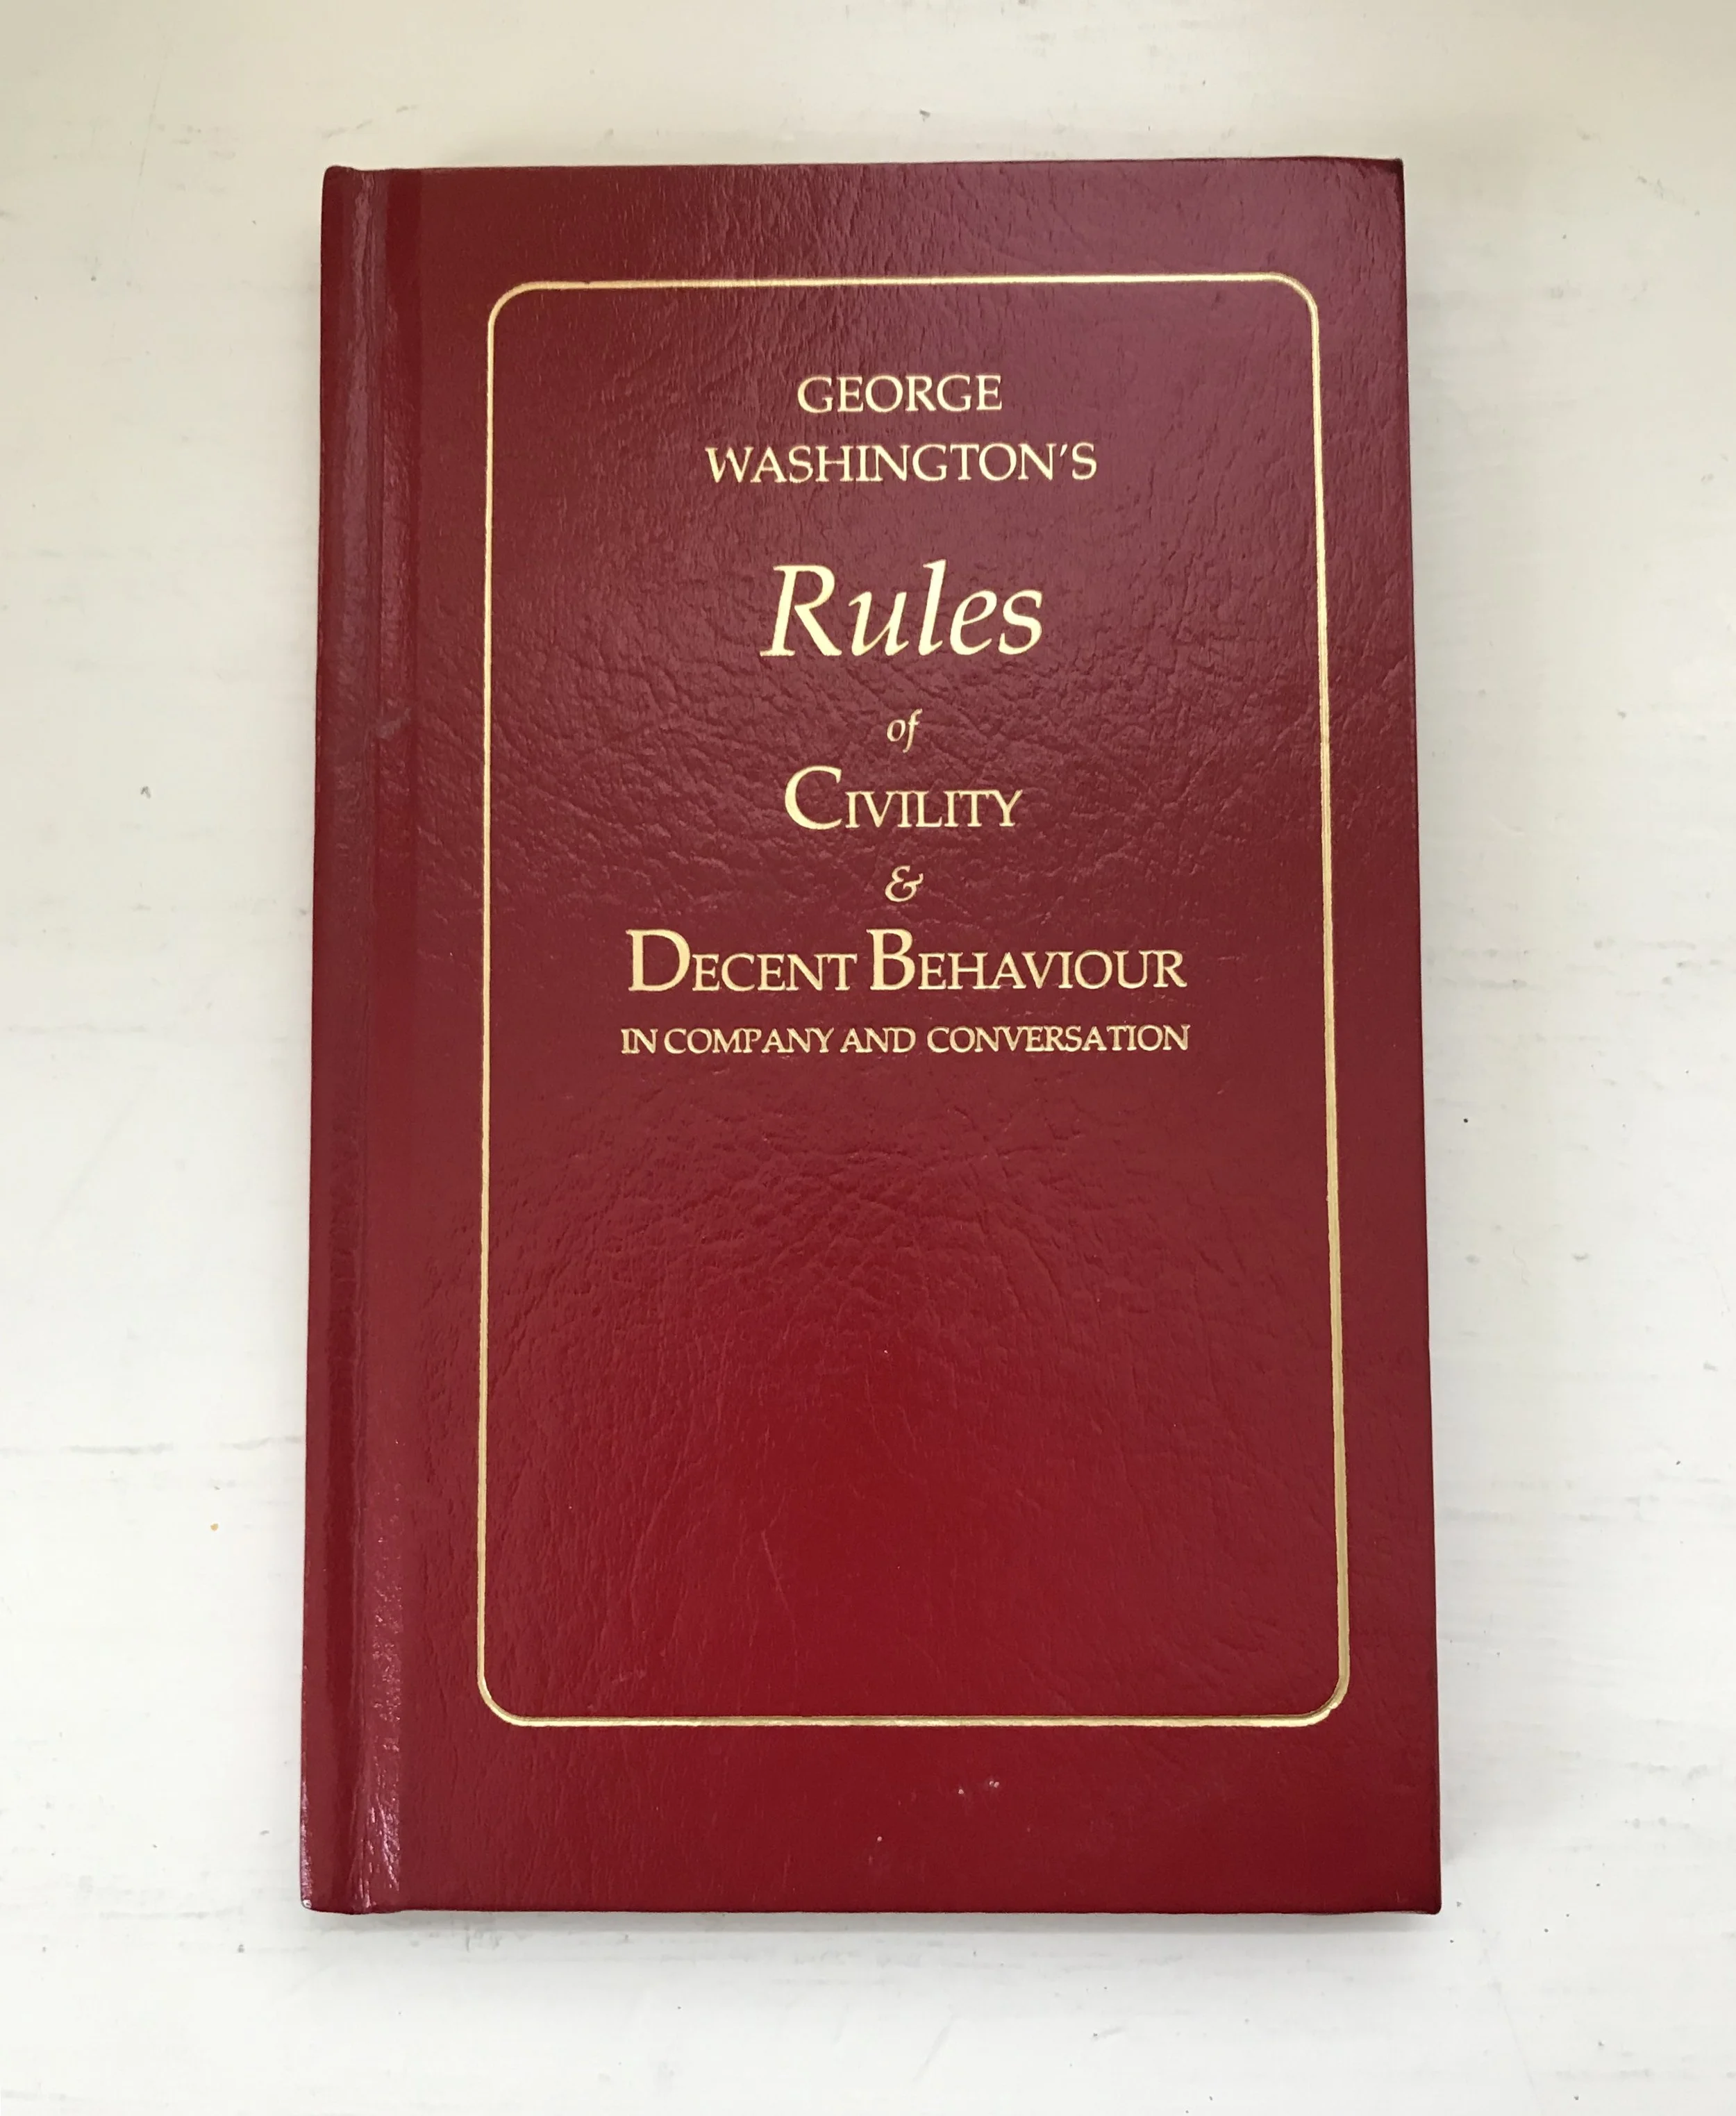 GEORGE
WASHINGTON'S
Rules
of
CIVILITY
&
DECENT BEHAVIOUR
IN COMPANY AND CONVERSATION